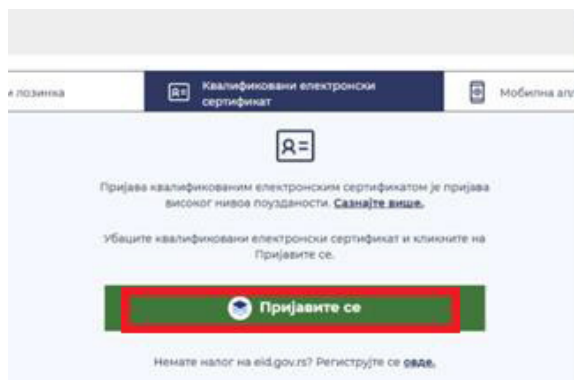 и лозинка
Квалификовани електронски
сертификат
Мобилна апл
Пријава квалификованим електронским сертификатом је пријава
високог нивоа поузданости. Сазнајте више.
Убаците квалификовани електронски сертификат и кликните на
Пријавите се.
Пријавите се
Немате налог на eid.gov.rs? Региструјте се овде.